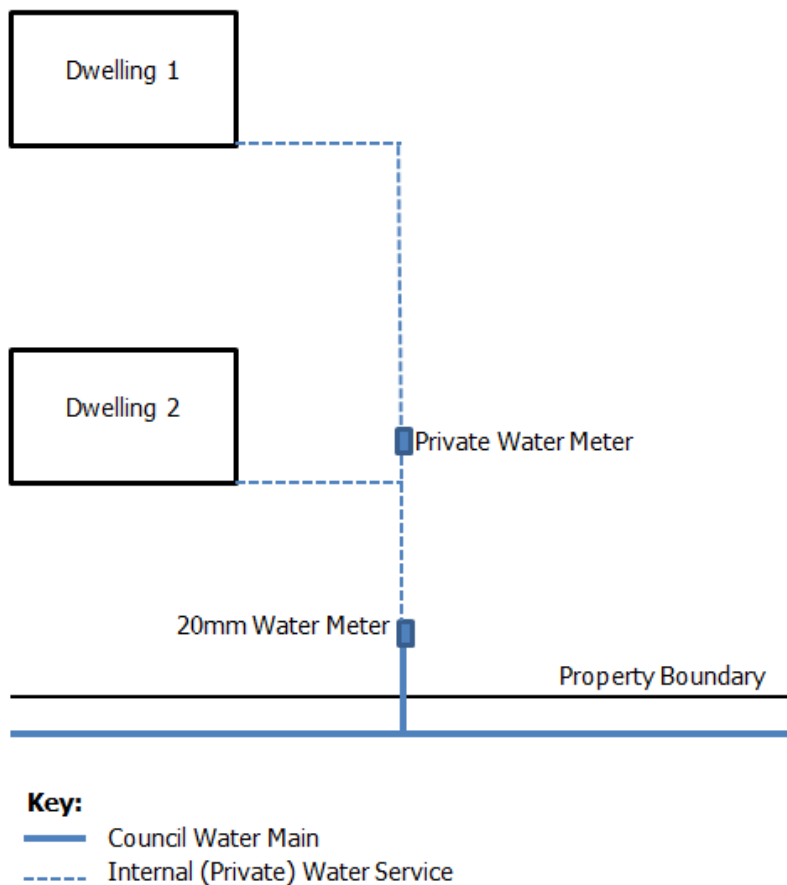 Dwelling 1
Dwelling 2
Private Water Meter
20mm Water Meter
Property Boundary
Key:
Council Water Main
Internal (Private) Water Service